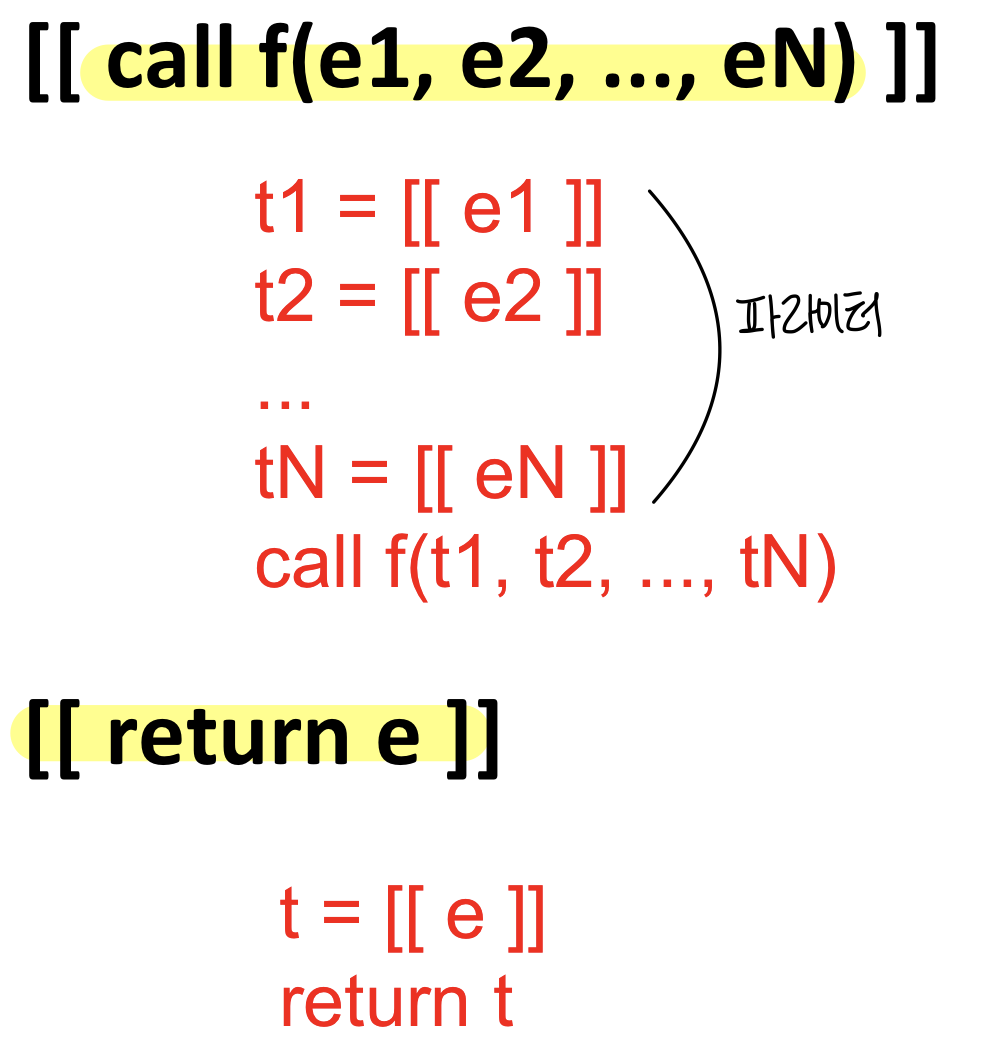 [[ call f(e1, e2, ..., eN) ]]
t1 = [[ e1 ]]
t2 = [[ e2 ]]
파라미터
...
tN = [[ eN ]]
call f(t1, t2, ..., tN)
[[ return e ]]
t = [[ e ]]
return t